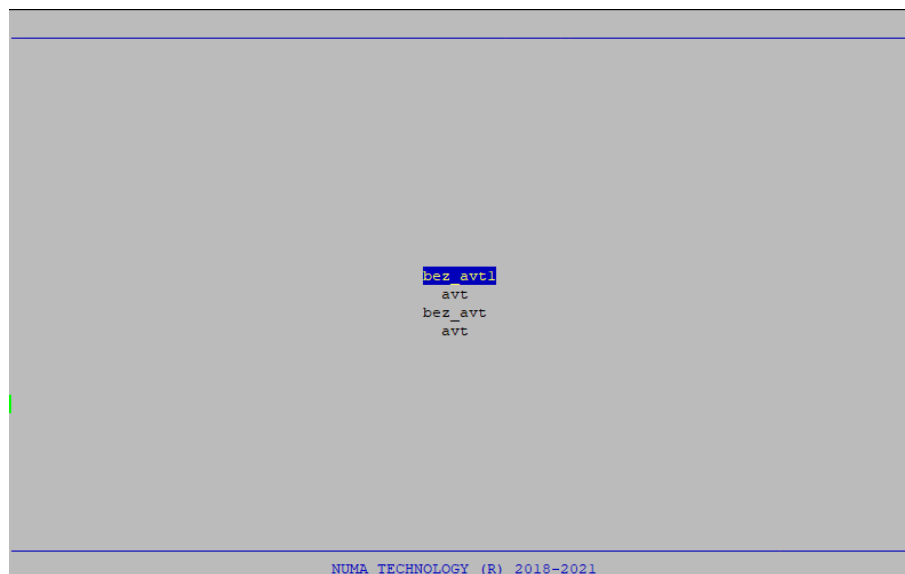 bez_avt1
avt
bez_avt
avt
NUMA TECHNOLOGY (R) 2018-2021